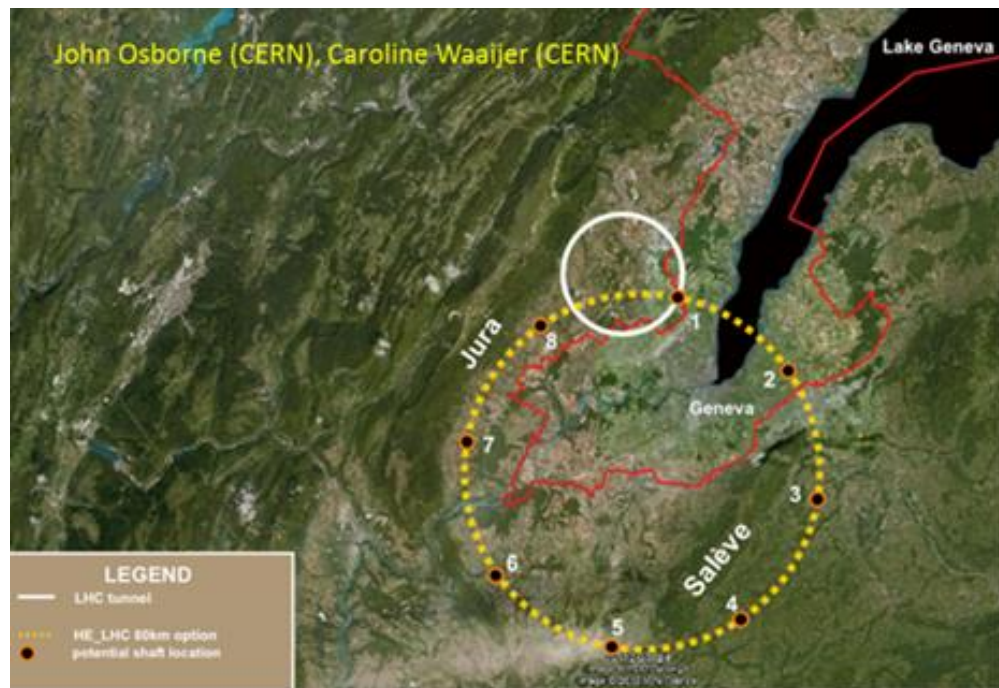 John Osborne (CERN), Caroline Waaijer (CERN)
Lake Geneva
1
8
Jura
2
Geneva
7
3
Salève
6
4
5
LEGEND
LHC tunnel
HE_LHC 80km option
potential shaft location